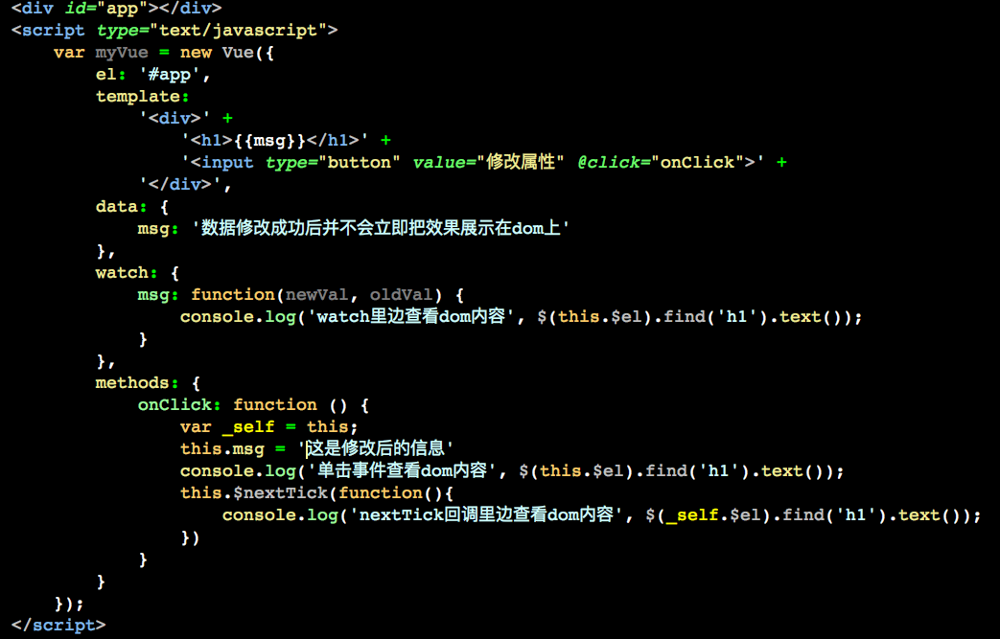 <div id="app"></div>
<script type="text/javascript">
    var myVue = new Vue({
        el: '#app',
        template:
            '<div>' +
                '<h1>{{msg}}</h1>' +
                '<input type="button" value="修改属性" @click="onClick">' +
            '</div>',
        data: {
            msg: '数据修改成功后并不会立即把效果展示在dom上'
        },
        watch: {
            msg: function(newVal, oldVal) {
                console.log('watch里边查看dom内容', $(this.$el).find('h1').text());
            }
        },
        methods: {
            onClick: function () {
                var _self = this;
                this.msg = '这是修改后的信息'
                console.log('单击事件查看dom内容', $(this.$el).find('h1').text());
                this.$nextTick(function(){
                    console.log('nextTick回调里边查看dom内容', $(_self.$el).find('h1').text());
                })
            }
        }
    });
</script>